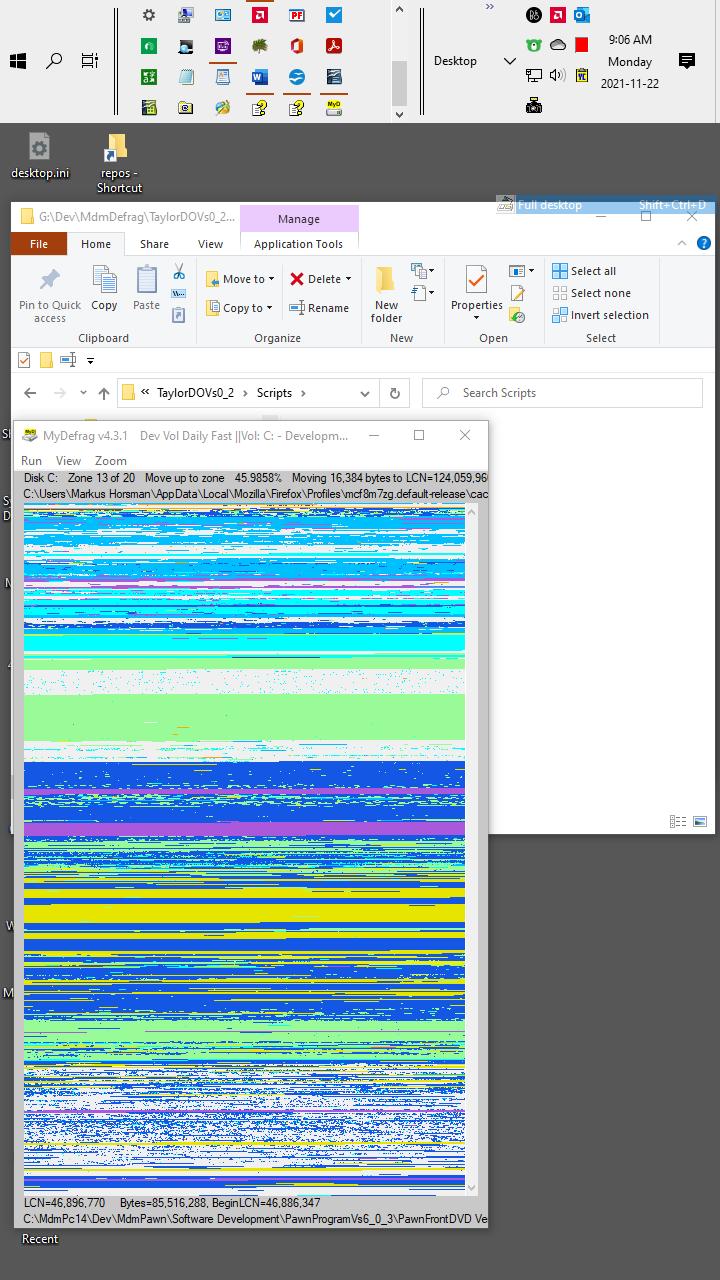 9:06 AM
Monday
2021-11-22
Desktop
desktop.ini
repos -
Shortcut
Full desktop Shift+Ctrl+D
G:\Dev\MdmDefrag\TaylorDOVs0_2...
Manage
File Home Share View Application Tools
Pin to Quick
access
Copy
Paste
Clipboard
Move to
Copy to
Delete
Rename
Organize
New
folder
New
Properties
Open
Select all
Select none
Invert selection
Select
« TaylorDOVs0_2 Scripts
Search Scripts
MyDefrag v4.3.1 Dev Vol Daily Fast ||Vol: C: - Developm...
Run View Zoom
Disk C: Zone 13 of 20 Move up to zone 45.9858% Moving 16,384 bytes to LCN=124,059,96
C:\Users\Markus Horsman\AppData\Local\Mozilla\Firefox\Profiles\mcf8m7zg.default-release\cac
LCN=46,896,770 Bytes=85,516,288, BeginLCN=46,886,347
C:\MdmPc14\Dev\MdmPawn\Software Development\PawnProgramVs6_0_3\PawnFrontDVD Ve
Recent